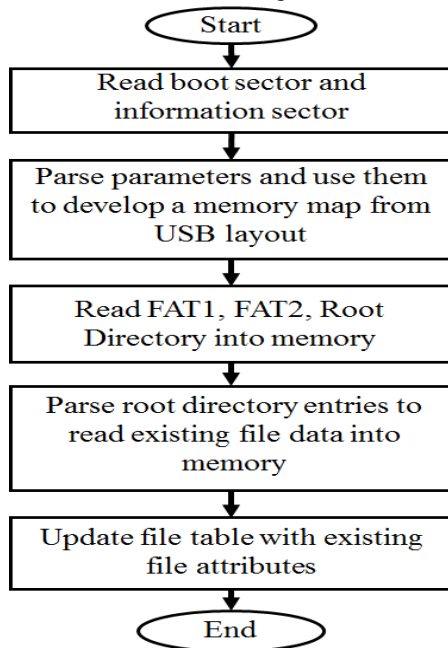 Start
Read boot sector and
information sector
Parse parameters and use them
to develop a memory map from
USB layout
Read FAT1, FAT2, Root
Directory into memory
Parse root directory entries to
read existing file data into
memory
Update file table with existing
file attributes
End